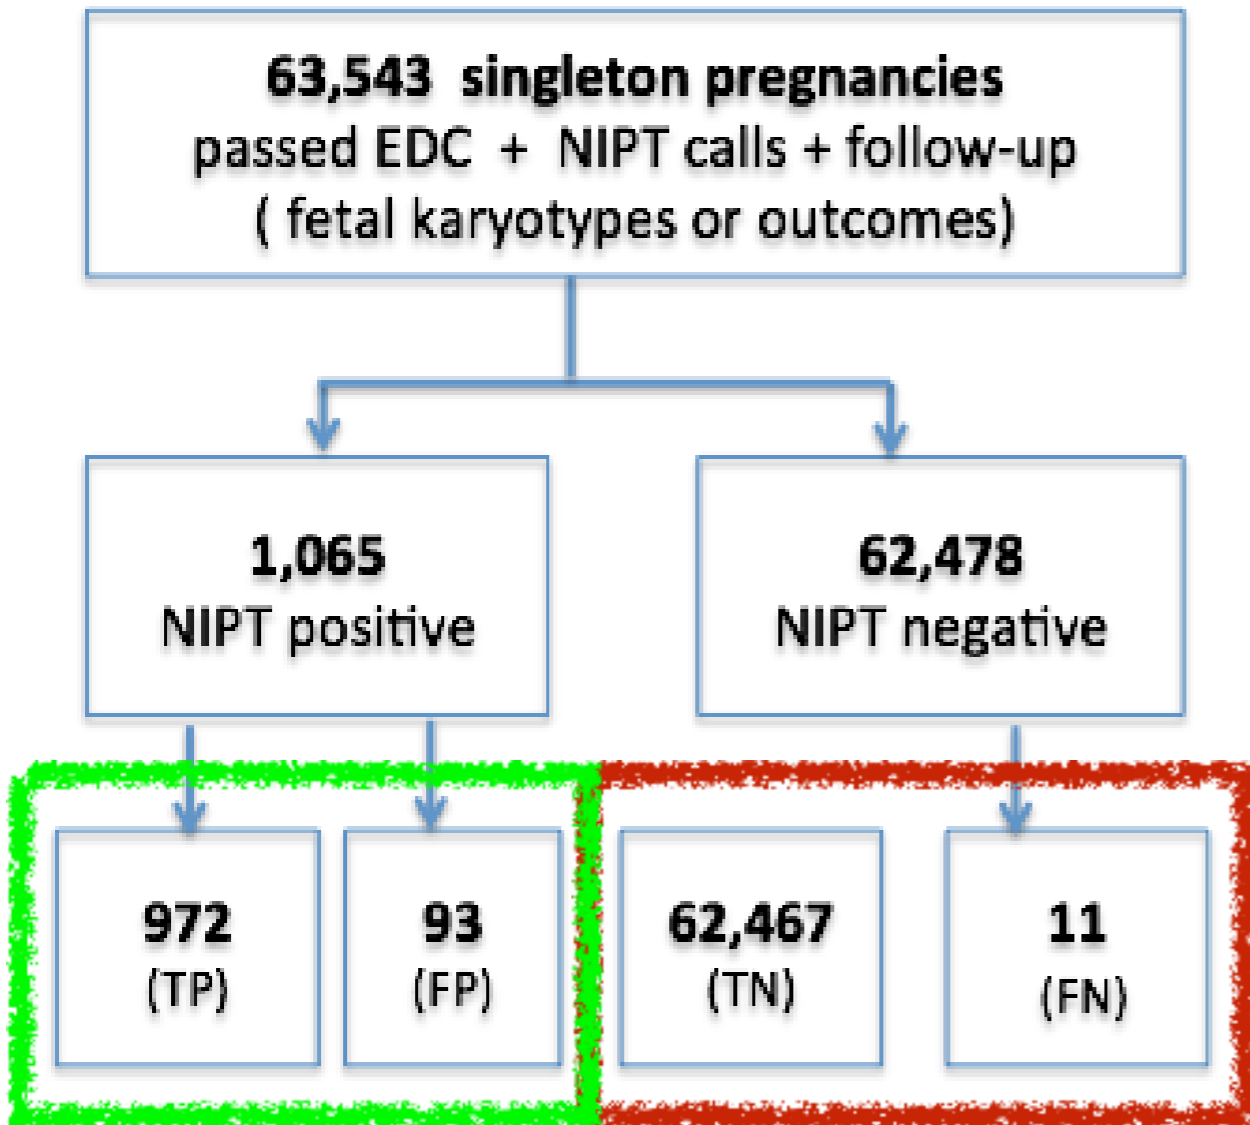 63,543 singleton pregnancies
passed EDC + NIPT calls + follow-up
( fetal karyotypes or outcomes)
1,065
NIPT positive
62,478
NIPT negative
972
(TP)
93
(FP)
62,467
(TN)
11
(FN)